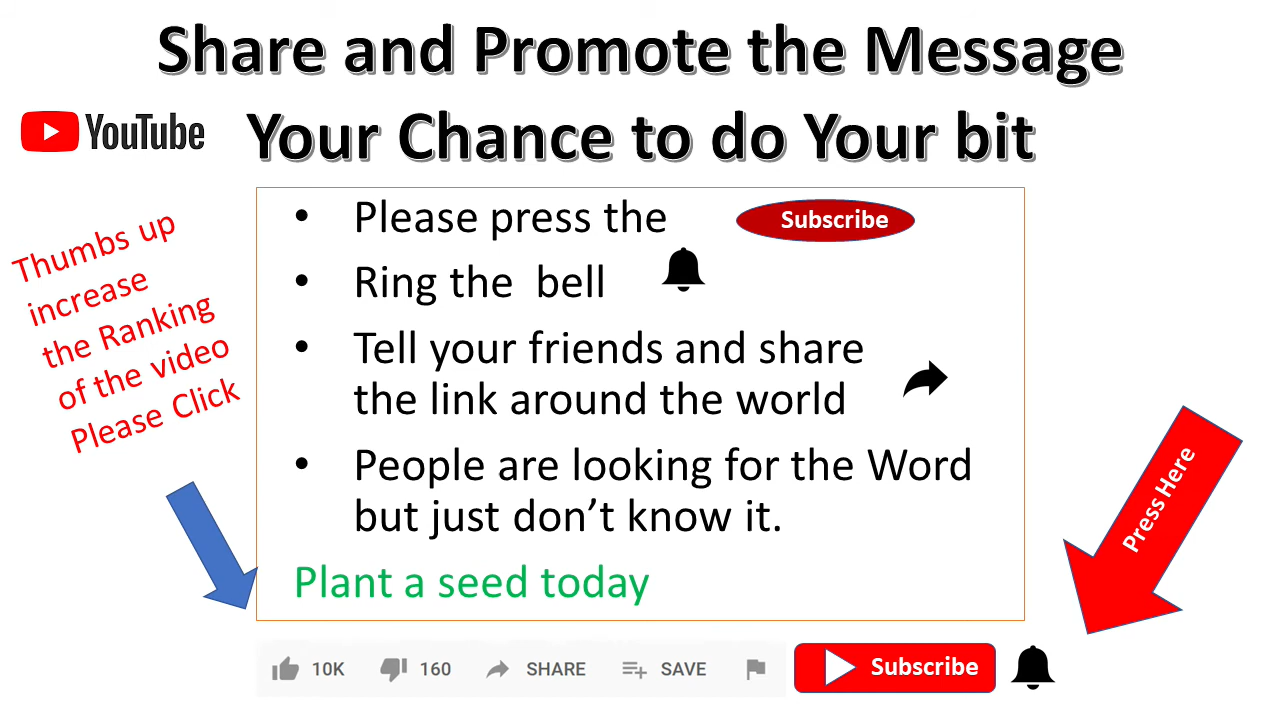 Share and Promote the Message
YouTube
Your Chance to do Your bit
Thumbs up
increase
the Ranking
of the video
Please Click
• Please press the Subscribe
• Ring the bell
• Tell your friends and share
the link around the world
• People are looking for the Word
but just don't know it.
Plant a seed today
Press Here
10K 160 SHARE SAVE Subscribe